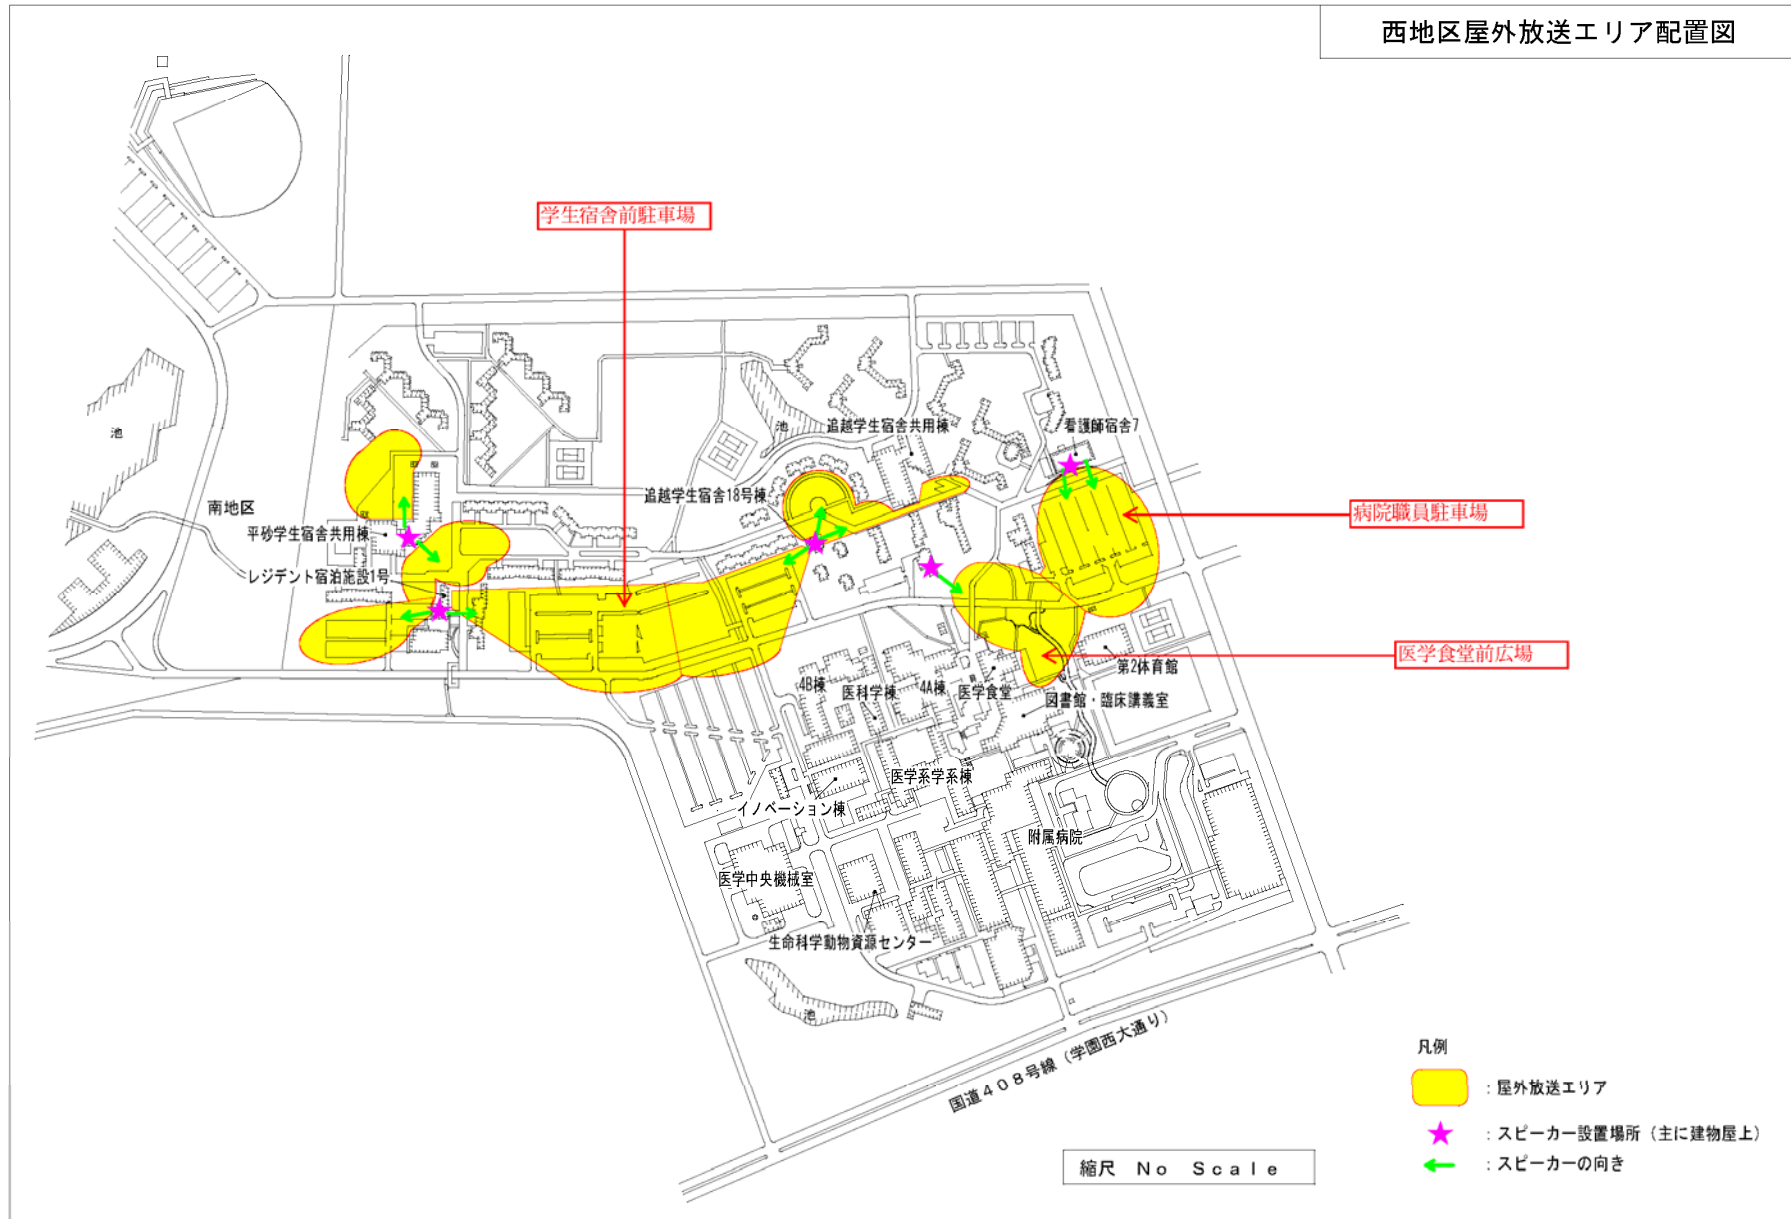 西地区屋外放送エリア配置図
学生宿舎前駐車場
池
池
追越学生宿舎共用棟
看護師宿舎7
追越学生宿舎18号棟
南地区
平砂学生宿舎共用棟
病院職員駐車場
レジデント宿泊施設1号
医学食堂前広場
第2体育館
4B棟
医科学棟
4A棟
医学食堂
図書館・臨床講義室
医学系学系棟
イノベーション棟
附属病院
医学中央機械室
生命科学動物資源センター
池
国道408号線（学園西大通り）
凡例
：屋外放送エリア
：スピーカー設置場所（主に建物屋上）
：スピーカーの向き
縮尺 No Scale